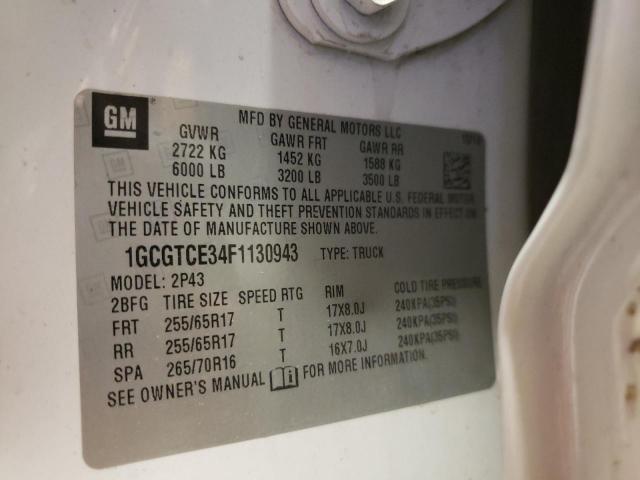 GM
MFD BY GENERAL MOTORS LLC
GVWR GAWR FRT GAWR RR
2722 KG 1452 KG 1588 KG
6000 LB 3200 LB 3500 LB
THIS VEHICLE CONFORMS TO ALL APPLICABLE U.S. FEDERAL MOTOR
VEHICLE SAFETY AND THEFT PREVENTION STANDARDS IN EFFECT ON
THE DATE OF MANUFACTURE SHOWN ABOVE.
1GCGTCE34F1130943 TYPE: TRUCK
MODEL: 2P43
2BFG TIRE SIZE SPEED RTG RIM COLD TIRE PRESSURE
FRT 255/65R17 T 17X8.0J 240KPA(35PSI)
RR 255/65R17 T 17X8.0J 240KPA(35PSI)
SPA 265/70R16 T 16X7.0J 240KPA(35PSI)
SEE OWNER'S MANUAL FOR MORE INFORMATION.